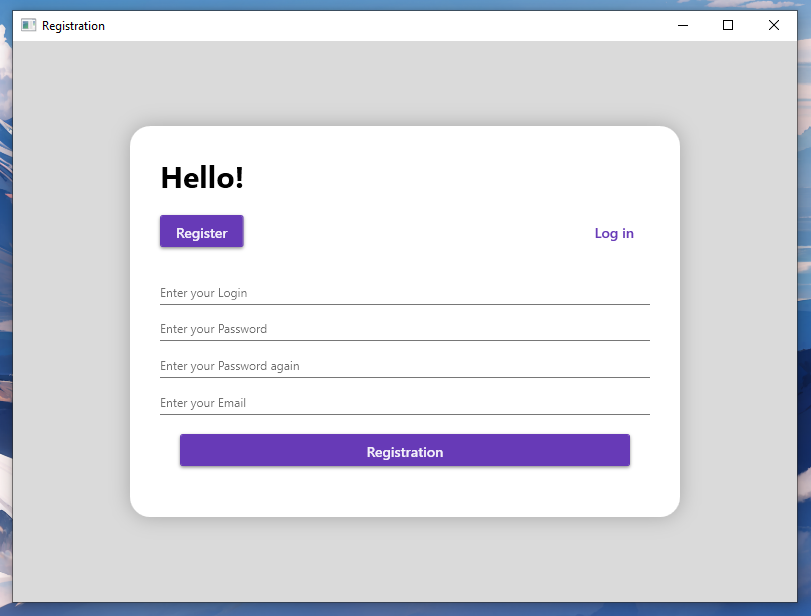 Registration
Hello!
Register
Log in
Enter your Login
Enter your Password
Enter your Password again
Enter your Email
Registration